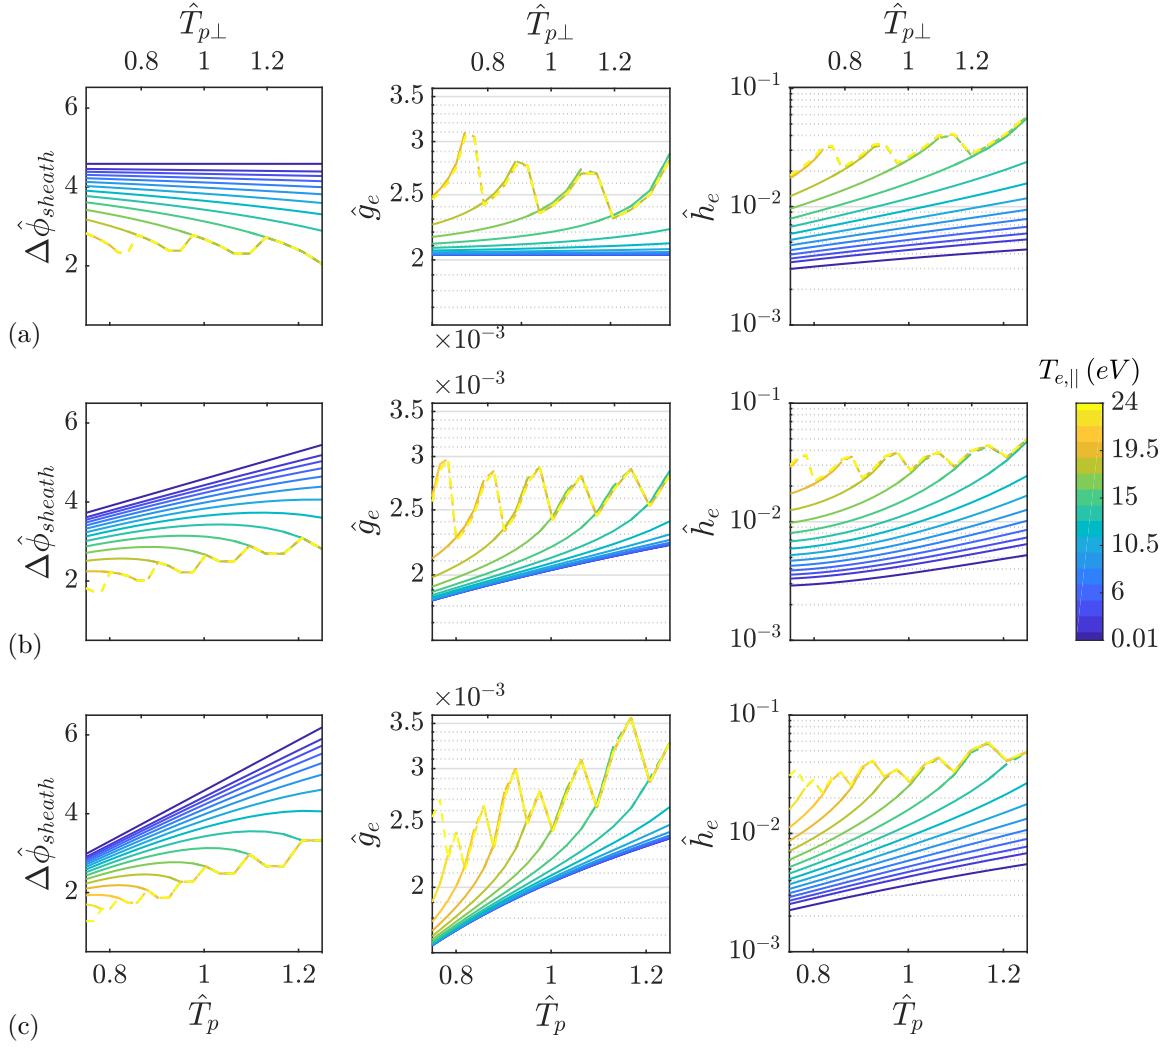 (a)
T̂p⊥ T̂p⊥ T̂p⊥
0.8 1 1.2 0.8 1 1.2 0.8 1 1.2
Δϕ̂sheath
6
4
2
ĝe
3.5
3
2.5
2
×10⁻³
ĥe
10⁻¹
10⁻²
10⁻³
(b)
Δϕ̂sheath
6
4
2
×10⁻³
ĝe
3.5
3
2.5
2
ĥe
10⁻¹
10⁻²
10⁻³
Te,|| (eV)
24
19.5
15
10.5
6
0.01
(c)
Δϕ̂sheath
6
4
2
×10⁻³
ĝe
3.5
3
2.5
2
ĥe
10⁻¹
10⁻²
10⁻³
0.8 1 1.2 0.8 1 1.2 0.8 1 1.2
T̂p T̂p T̂p